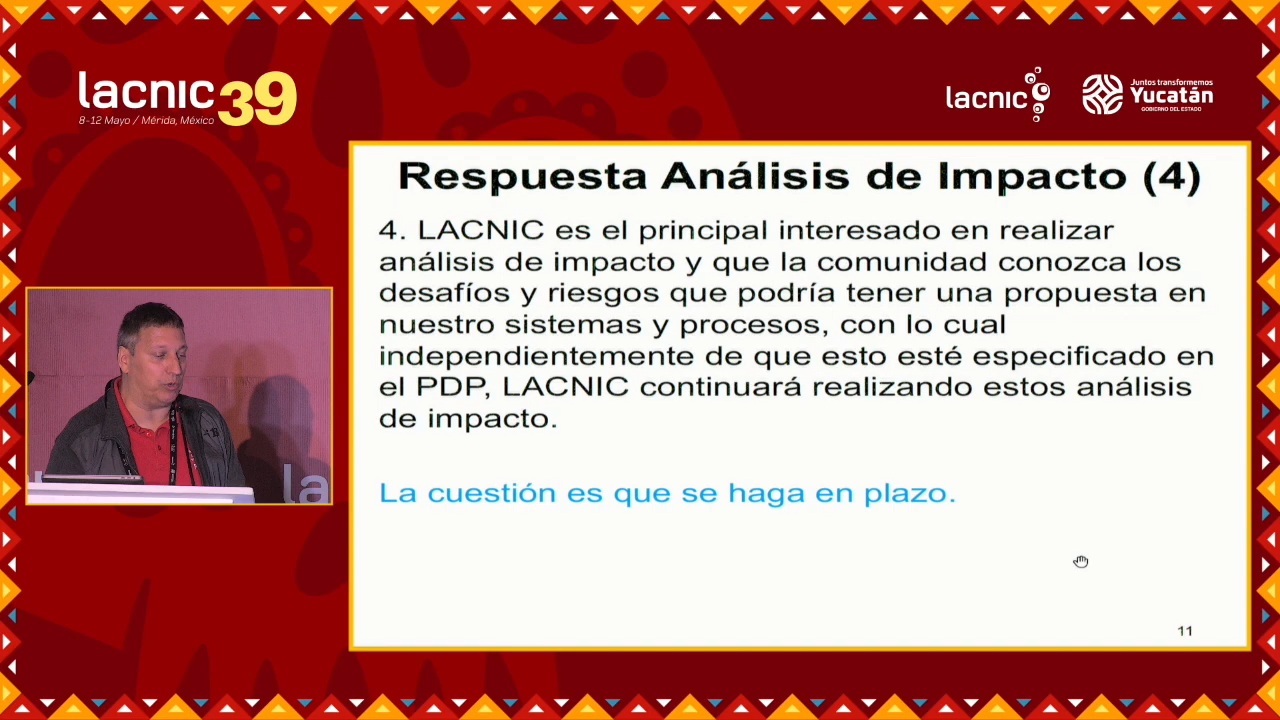 lacnic39
8-12 Mayo / Mérida, México
lacnic
Juntos transformemos
Yucatán
GOBIERNO DEL ESTADO
Respuesta Análisis de Impacto (4)
4. LACNIC es el principal interesado en realizar
análisis de impacto y que la comunidad conozca los
desafíos y riesgos que podría tener una propuesta en
nuestro sistemas y procesos, con lo cual
independientemente de que esto esté especificado en
el PDP, LACNIC continuará realizando estos análisis
de impacto.
La cuestión es que se haga en plazo.
11
la